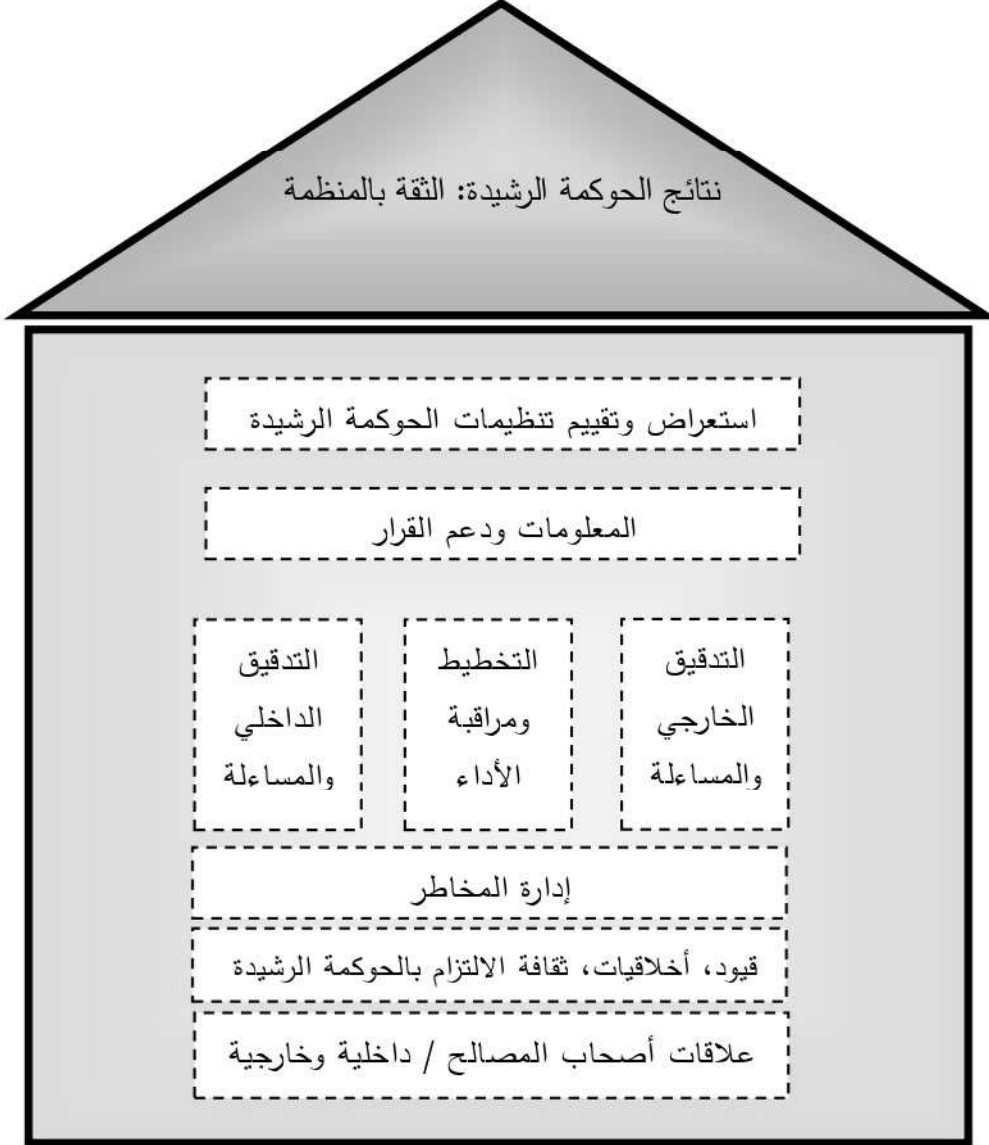 نتائج الحوكمة الرشيدة: الثقة بالمنظمة
استعراض وتقييم تنظيمات الحوكمة الرشيدة
المعلومات ودعم القرار
التدقيق
الخارجي
والمساءلة
التخطيط
ومراقبة
الأداء
التدقيق
الداخلي
والمساءلة
إدارة المخاطر
قيود، أخلاقيات، ثقافة الالتزام بالحوكمة الرشيدة
علاقات أصحاب المصالح / داخلية وخارجية